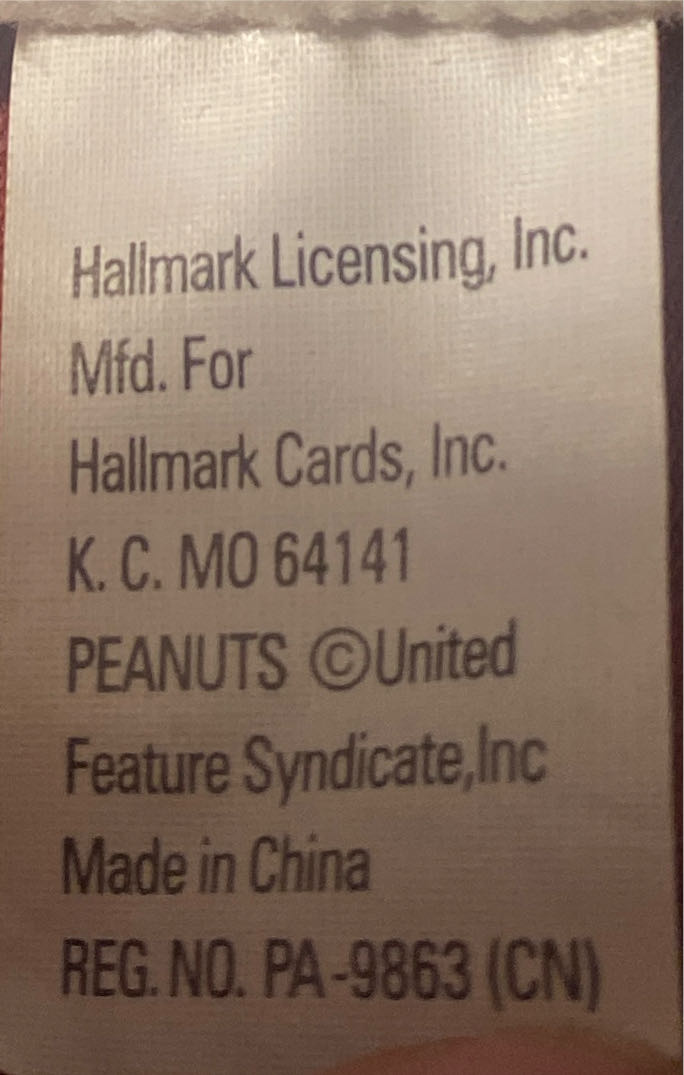 Hallmark Licensing, Inc.
Mfd. For
Hallmark Cards, Inc.
K. C. MO 64141
PEANUTS ©United
Feature Syndicate,Inc
Made in China
REG. NO. PA-9863 (CN)